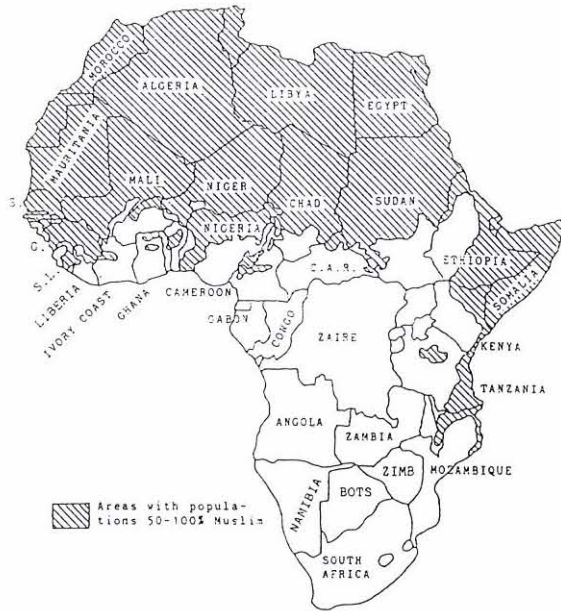 MOROCCO
ALGERIA
LIBYA
EGYPT
MAURITANIA
MALI
NIGER
CHAD
SUDAN
S.
NIGERIA
G.
S.L.
LIBERIA
IVORY COAST
GHANA
CAMEROON
C.A.R.
ETHIOPIA
SOMALIA
GABON
CONGO
ZAIRE
KENYA
TANZANIA
ANGOLA
ZAMBIA
ZIMB
MOZAMBIQUE
NAMIBIA
BOTS
SOUTH
AFRICA
Areas with popula-
tions 50-100% Muslim